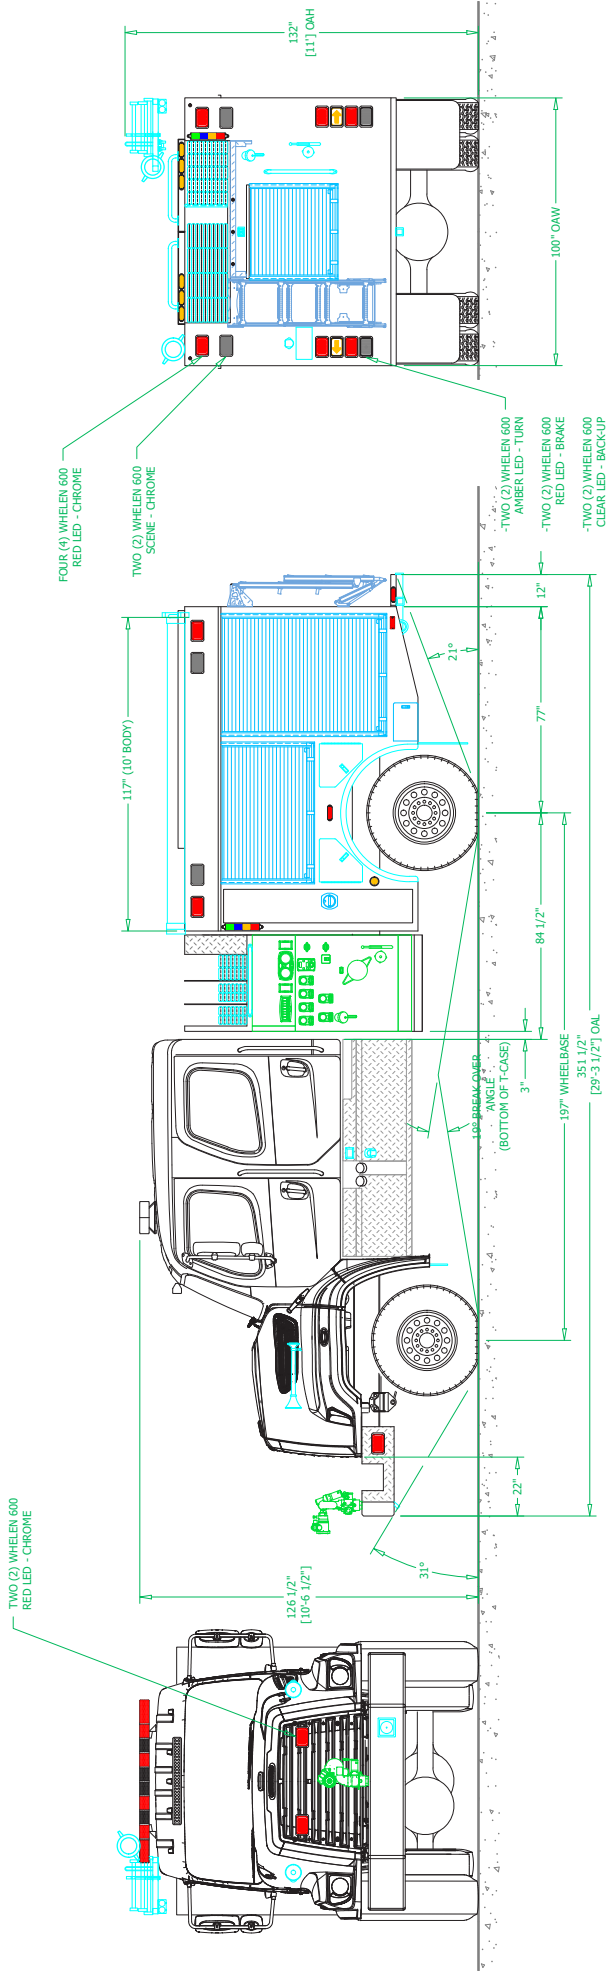 TWO (2) WHELEN 600
RED LED - CHROME
126 1/2"
[10'-6 1/2"]
31°
22"
117" (10' BODY)
19° BREAK OVER
ANGLE
(BOTTOM OF T-CASE)
3"
84 1/2"
77"
12"
21°
197" WHEELBASE
351 1/2"
[29'-3 1/2"] OAL
FOUR (4) WHELEN 600
RED LED - CHROME
TWO (2) WHELEN 600
SCENE - CHROME
132"
[11'] OAH
100" OAW
-TWO (2) WHELEN 600
AMBER LED - TURN
-TWO (2) WHELEN 600
RED LED - BRAKE
-TWO (2) WHELEN 600
CLEAR LED - BACK-UP